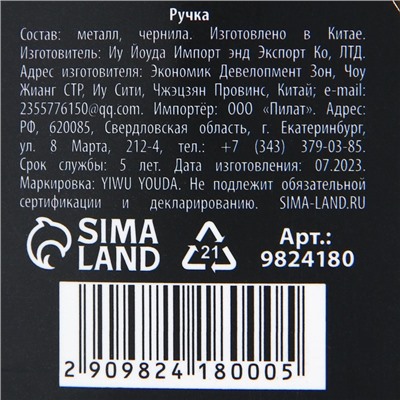 Ручка
Состав: металл, чернила. Изготовлено в Китае.
Изготовитель: Иу Йоуда Импорт энд Экспорт Ко, ЛТД.
Адрес изготовителя: Экономик Девелопмент Зон, Чоу
Жианг СТР, Иу Сити, Чжэцзян Провинс, Китай; e-mail:
2355776150@qq.com. Импортёр: ООО «Пилат». Адрес:
РФ, 620085, Свердловская область, г. Екатеринбург,
ул. 8 Марта, 212-4, тел.: +7 (343) 379-03-85.
Срок службы: 5 лет. Дата изготовления: 07.2023.
Маркировка: YIWU YOUDA. Не подлежит обязательной
сертификации и декларированию. SIMA-LAND.RU
SIMA
LAND
21
Арт.:
9824180
2 909824 180005